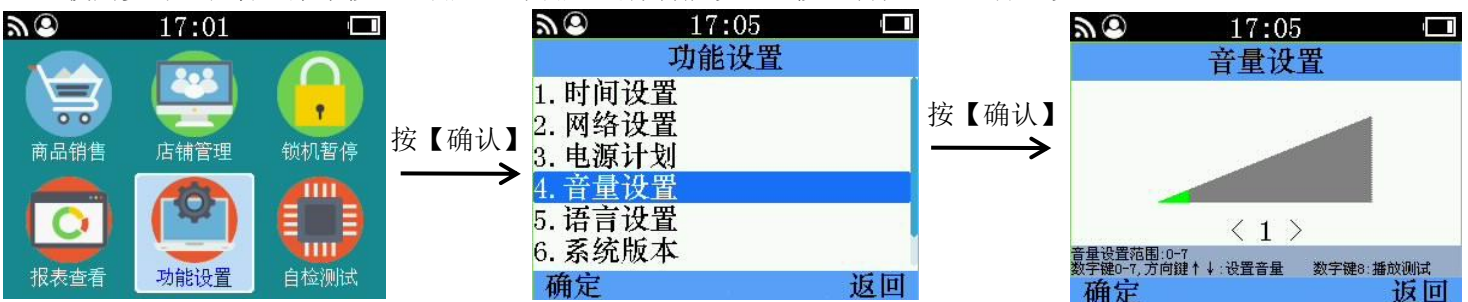 17:01
商品销售 店铺管理 锁机暂停
报表查看 功能设置 自检测试
按【确认】
17:05
功能设置
1.时间设置
2.网络设置
3.电源计划
4.音量设置
5.语言设置
6.系统版本
确定 返回
按【确认】
17:05
音量设置
< 1 >
音量设置范围:0-7
数字键0-7,方向鍵↑↓:设置音量 数字键8:播放测试
确定 返回